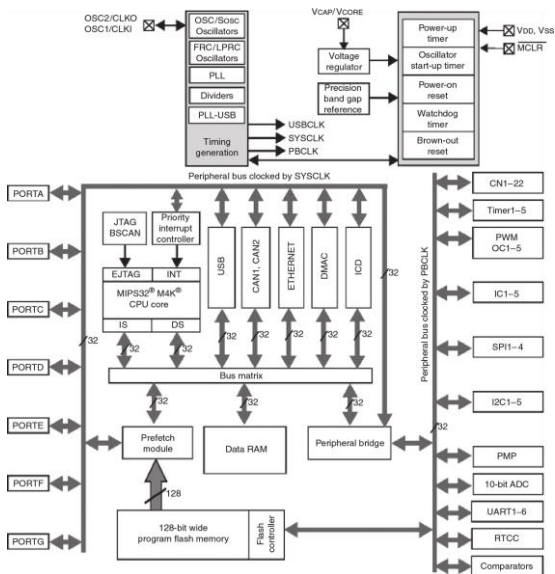 OSC2/CLKO
OSC1/CLKI
OSC/Sosc
Oscillators
FRC/LPRC
Oscillators
PLL
Dividers
PLL-USB
Timing
generation
USBCLK
SYSCLK
PBCLK
VCAP/VCORE
Voltage
regulator
Precision
band gap
reference
Power-up
timer
Oscillator
start-up timer
Power-on
reset
Watchdog
timer
Brown-out
reset
VDD, VSS
MCLR
Peripheral bus clocked by SYSCLK
PORTA
PORTB
PORTC
PORTD
PORTE
PORTF
PORTG
32
JTAG
BSCAN
Priority
interrupt
controller
EJTAG
INT
MIPS32® M4K®
CPU core
IS
DS
USB
CAN1, CAN2
ETHERNET
DMAC
ICD
32
32
32
32
32
32
32
32
Bus matrix
32
32
32
Prefetch
module
Data RAM
Peripheral bridge
128
128-bit wide
program flash memory
Flash
controller
Peripheral bus clocked by PBCLK
32
CN1–22
Timer1–5
PWM
OC1–5
IC1–5
SPI1–4
I2C1–5
PMP
10-bit ADC
UART1–6
RTCC
Comparators